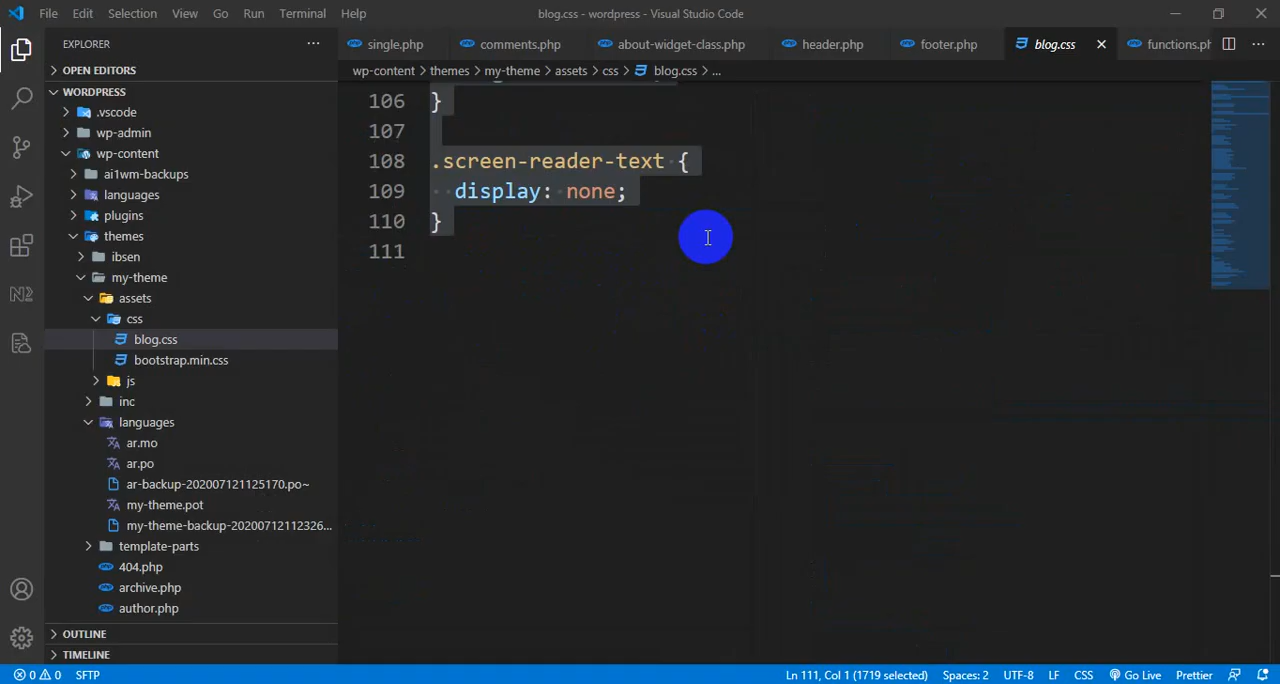 File Edit Selection View Go Run Terminal Help
blog.css - wordpress - Visual Studio Code
EXPLORER
single.php comments.php about-widget-class.php header.php footer.php blog.css functions.ph
OPEN EDITORS
wp-content > themes > my-theme > assets > css > blog.css > ...
WORDPRESS
.vscode
wp-admin
wp-content
ai1wm-backups
languages
plugins
themes
ibsen
my-theme
assets
css
blog.css
bootstrap.min.css
js
inc
languages
ar.mo
ar.po
ar-backup-202007121125170.po~
my-theme.pot
my-theme-backup-20200712112326...
template-parts
404.php
archive.php
author.php
OUTLINE
TIMELINE
106 }
107
108 .screen-reader-text {
109 display: none;
110 }
111
0 0 SFTP
Ln 111, Col 1 (1719 selected) Spaces: 2 UTF-8 LF CSS Go Live Prettier